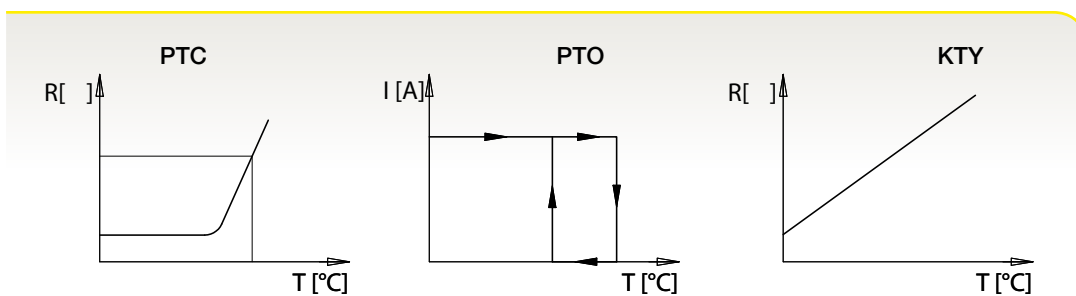 PTC
PTO
KTY
R[ ]
I [A]
R[ ]
T [°C]
T [°C]
T [°C]